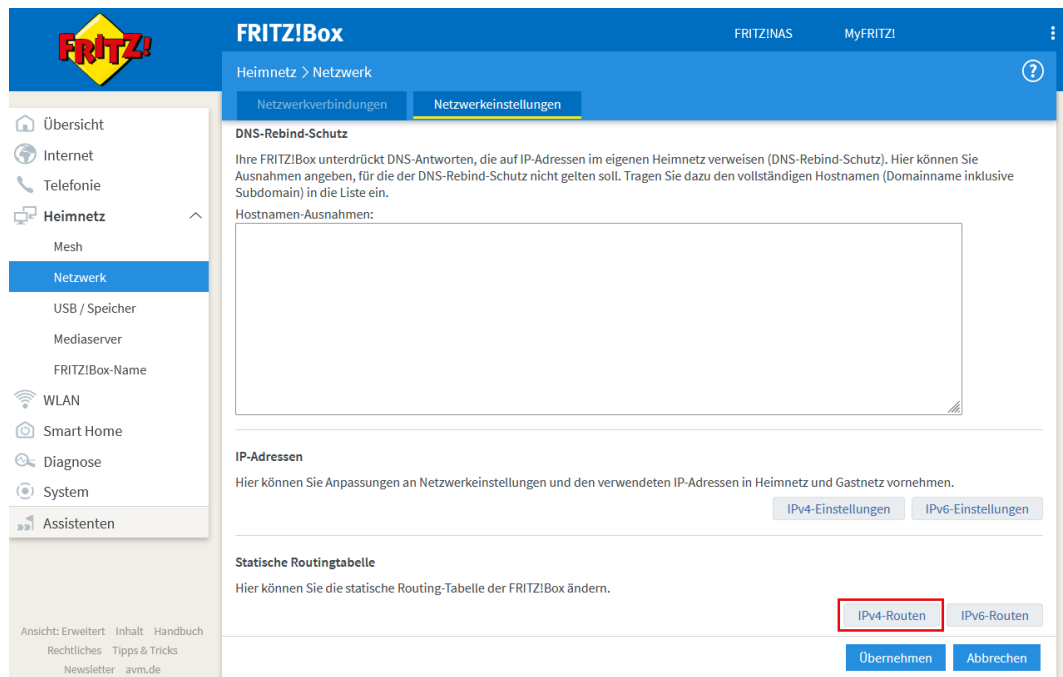 FRITZ!
FRITZ!Box
FRITZ!NAS
MyFRITZ!
Heimnetz > Netzwerk
?
Netzwerkverbindungen
Netzwerkeinstellungen
Übersicht
Internet
Telefonie
Heimnetz
Mesh
Netzwerk
USB / Speicher
Mediaserver
FRITZ!Box-Name
WLAN
Smart Home
Diagnose
System
Assistenten
Ansicht: Erweitert Inhalt Handbuch
Rechtliches Tipps & Tricks
Newsletter avm.de
DNS-Rebind-Schutz
Ihre FRITZ!Box unterdrückt DNS-Antworten, die auf IP-Adressen im eigenen Heimnetz verweisen (DNS-Rebind-Schutz). Hier können Sie
Ausnahmen angeben, für die der DNS-Rebind-Schutz nicht gelten soll. Tragen Sie dazu den vollständigen Hostnamen (Domainname inklusive
Subdomain) in die Liste ein.
Hostnamen-Ausnahmen:
IP-Adressen
Hier können Sie Anpassungen an Netzwerkeinstellungen und den verwendeten IP-Adressen in Heimnetz und Gastnetz vornehmen.
IPv4-Einstellungen
IPv6-Einstellungen
Statische Routingtabelle
Hier können Sie die statische Routing-Tabelle der FRITZ!Box ändern.
IPv4-Routen
IPv6-Routen
Übernehmen
Abbrechen